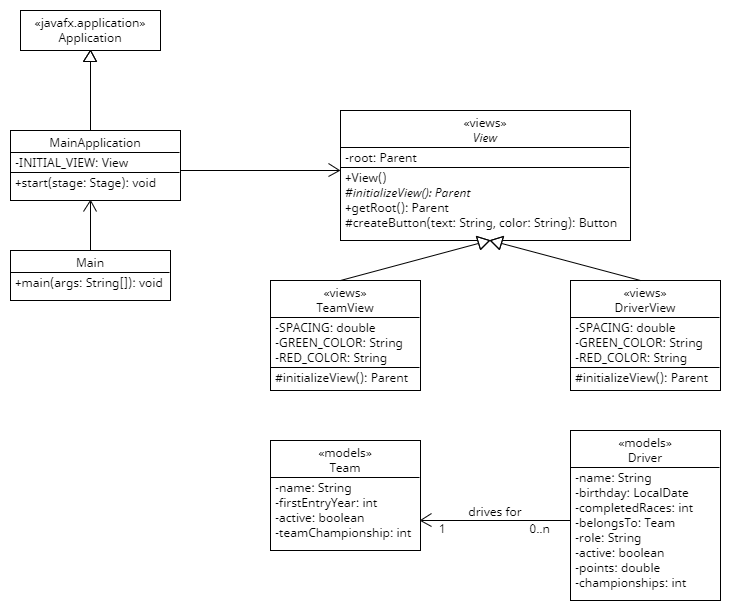 «javafx.application»
Application
MainApplication
-INITIAL_VIEW: View
+start(stage: Stage): void
Main
+main(args: String[]): void
«views»
View
-root: Parent
+View()
#initializeView(): Parent
+getRoot(): Parent
#createButton(text: String, color: String): Button
«views»
TeamView
-SPACING: double
-GREEN_COLOR: String
-RED_COLOR: String
#initializeView(): Parent
«views»
DriverView
-SPACING: double
-GREEN_COLOR: String
-RED_COLOR: String
#initializeView(): Parent
«models»
Team
-name: String
-firstEntryYear: int
-active: boolean
-teamChampionship: int
drives for
1
0..n
«models»
Driver
-name: String
-birthday: LocalDate
-completedRaces: int
-belongsTo: Team
-role: String
-active: boolean
-points: double
-championships: int